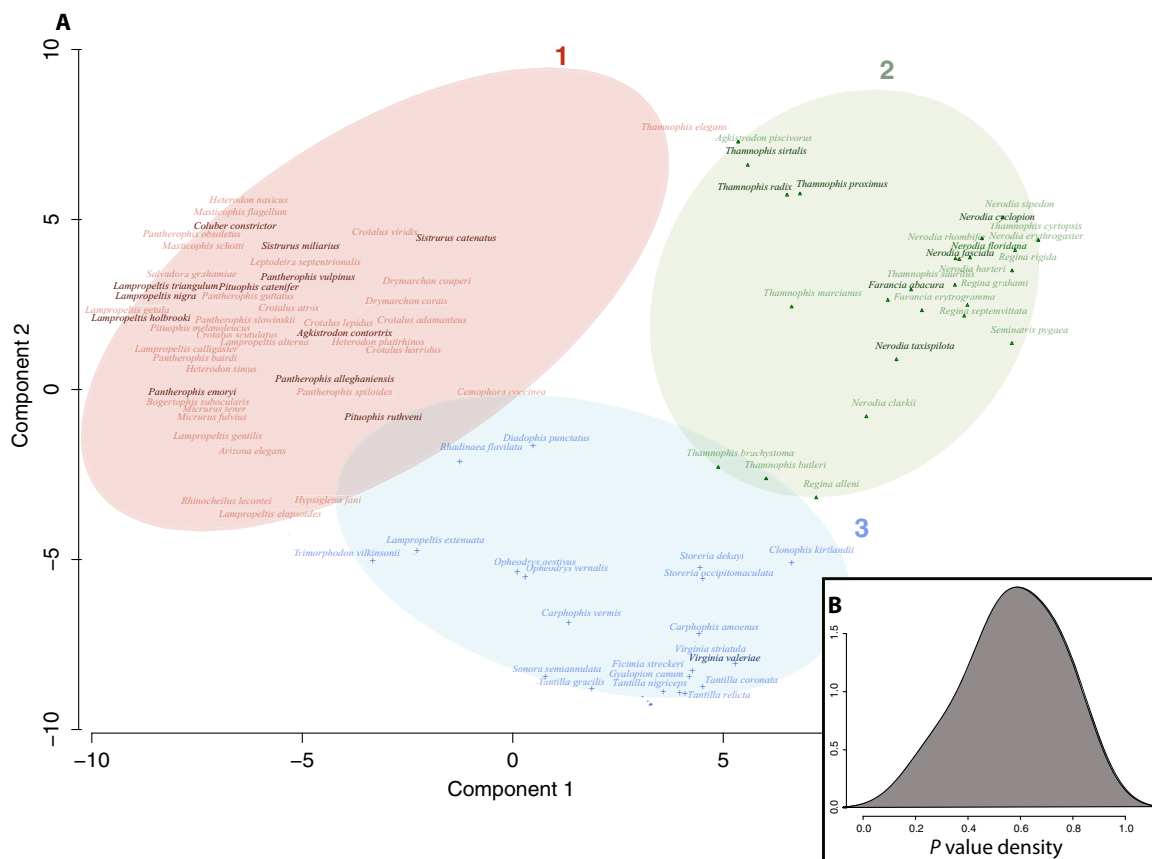 A
1
2
3
Component 2
10
5
0
−5
−10
−10
−5
0
5
Component 1
Thamnophis elegans
Agkistrodon piscivorus
Thamnophis sirtalis
Thamnophis radix
Thamnophis proximus
Heterodon nasicus
Masticophis flagellum
Coluber constrictor
Pantherophis obsoletus
Masticophis schotti
Sistrurus miliarius
Crotalus viridis
Sistrurus catenatus
Leptodeira septentrionalis
Salvadora grahamiae
Pantherophis vulpinus
Drymarchon couperi
Lampropeltis triangulum
Pituophis catenifer
Lampropeltis nigra
Pantherophis guttatus
Drymarchon corais
Lampropeltis getula
Crotalus atros
Lampropeltis holbrooki
Pantherophis slowinskii
Crotalus lepidus
Crotalus adamanteus
Pituophis melanoleucus
Crotalus scutulatus
Agkistrodon contortrix
Lampropeltis alterna
Heterodon platirhinos
Lampropeltis calligaster
Crotalus horridus
Pantherophis bairdi
Heterodon simus
Pantherophis alleghaniensis
Pantherophis emoryi
Pantherophis spiloides
Cemophora coccinea
Bogertophis subocularis
Micrurus tener
Micrurus fulvius
Pituophis ruthveni
Lampropeltis gentilis
Arizona elegans
Rhinocheilus lecontei
Hypsiglena jani
Lampropeltis elapsoides
Nerodia sipedon
Nerodia cyclopion
Thamnophis cyrtopsis
Nerodia rhombifer
Nerodia erythrogaster
Nerodia floridana
Nerodia fasciata
Regina rigida
Nerodia harteri
Thamnophis sauritus
Regina grahami
Farancia abacura
Thamnophis marcianus
Farancia erytrogramma
Regina septemvittata
Seminatrix pygaea
Nerodia taxispilota
Nerodia clarkii
Thamnophis brachystoma
Thamnophis butleri
Regina alleni
Diadophis punctatus
Rhadinaea flavilata
Lampropeltis extenuata
Trimorphodon vilkinsonii
Opheodrys aestivus
Opheodrys vernalis
Storeria dekayi
Clonophis kirtlandii
Storeria occipitomaculata
Carphophis vermis
Carphophis amoenus
Virginia striatula
Virginia valeriae
Ficimia streckeri
Sonora semiannulata
Gyalopion canum
Tantilla gracilis
Tantilla nigriceps
Tantilla coronata
Tantilla relicta
B
1.5
1.0
0.5
0.0
0.0
0.2
0.4
0.6
0.8
1.0
P value density